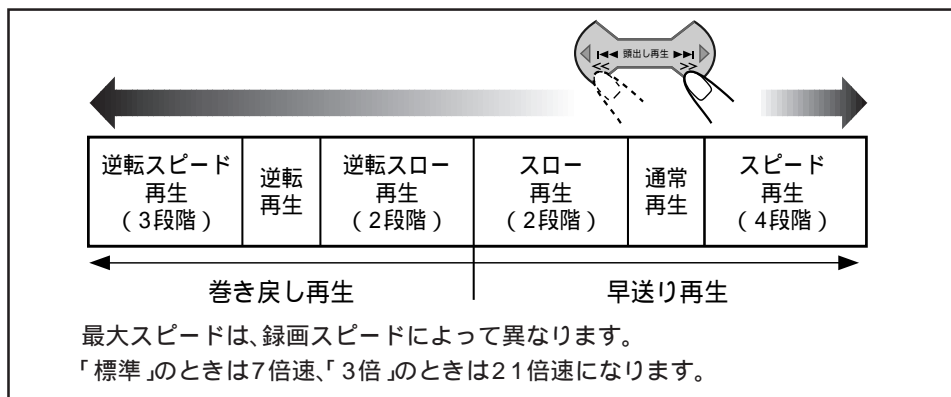 頭出し再生
<< >>
逆転スピード
再生
（3段階）
逆転
再生
逆転スロー
再生
（2段階）
スロー
再生
（2段階）
通常
再生
スピード
再生
（4段階）
巻き戻し再生
早送り再生
最大スピードは、録画スピードによって異なります。
「標準」のときは7倍速、「3倍」のときは21倍速になります。